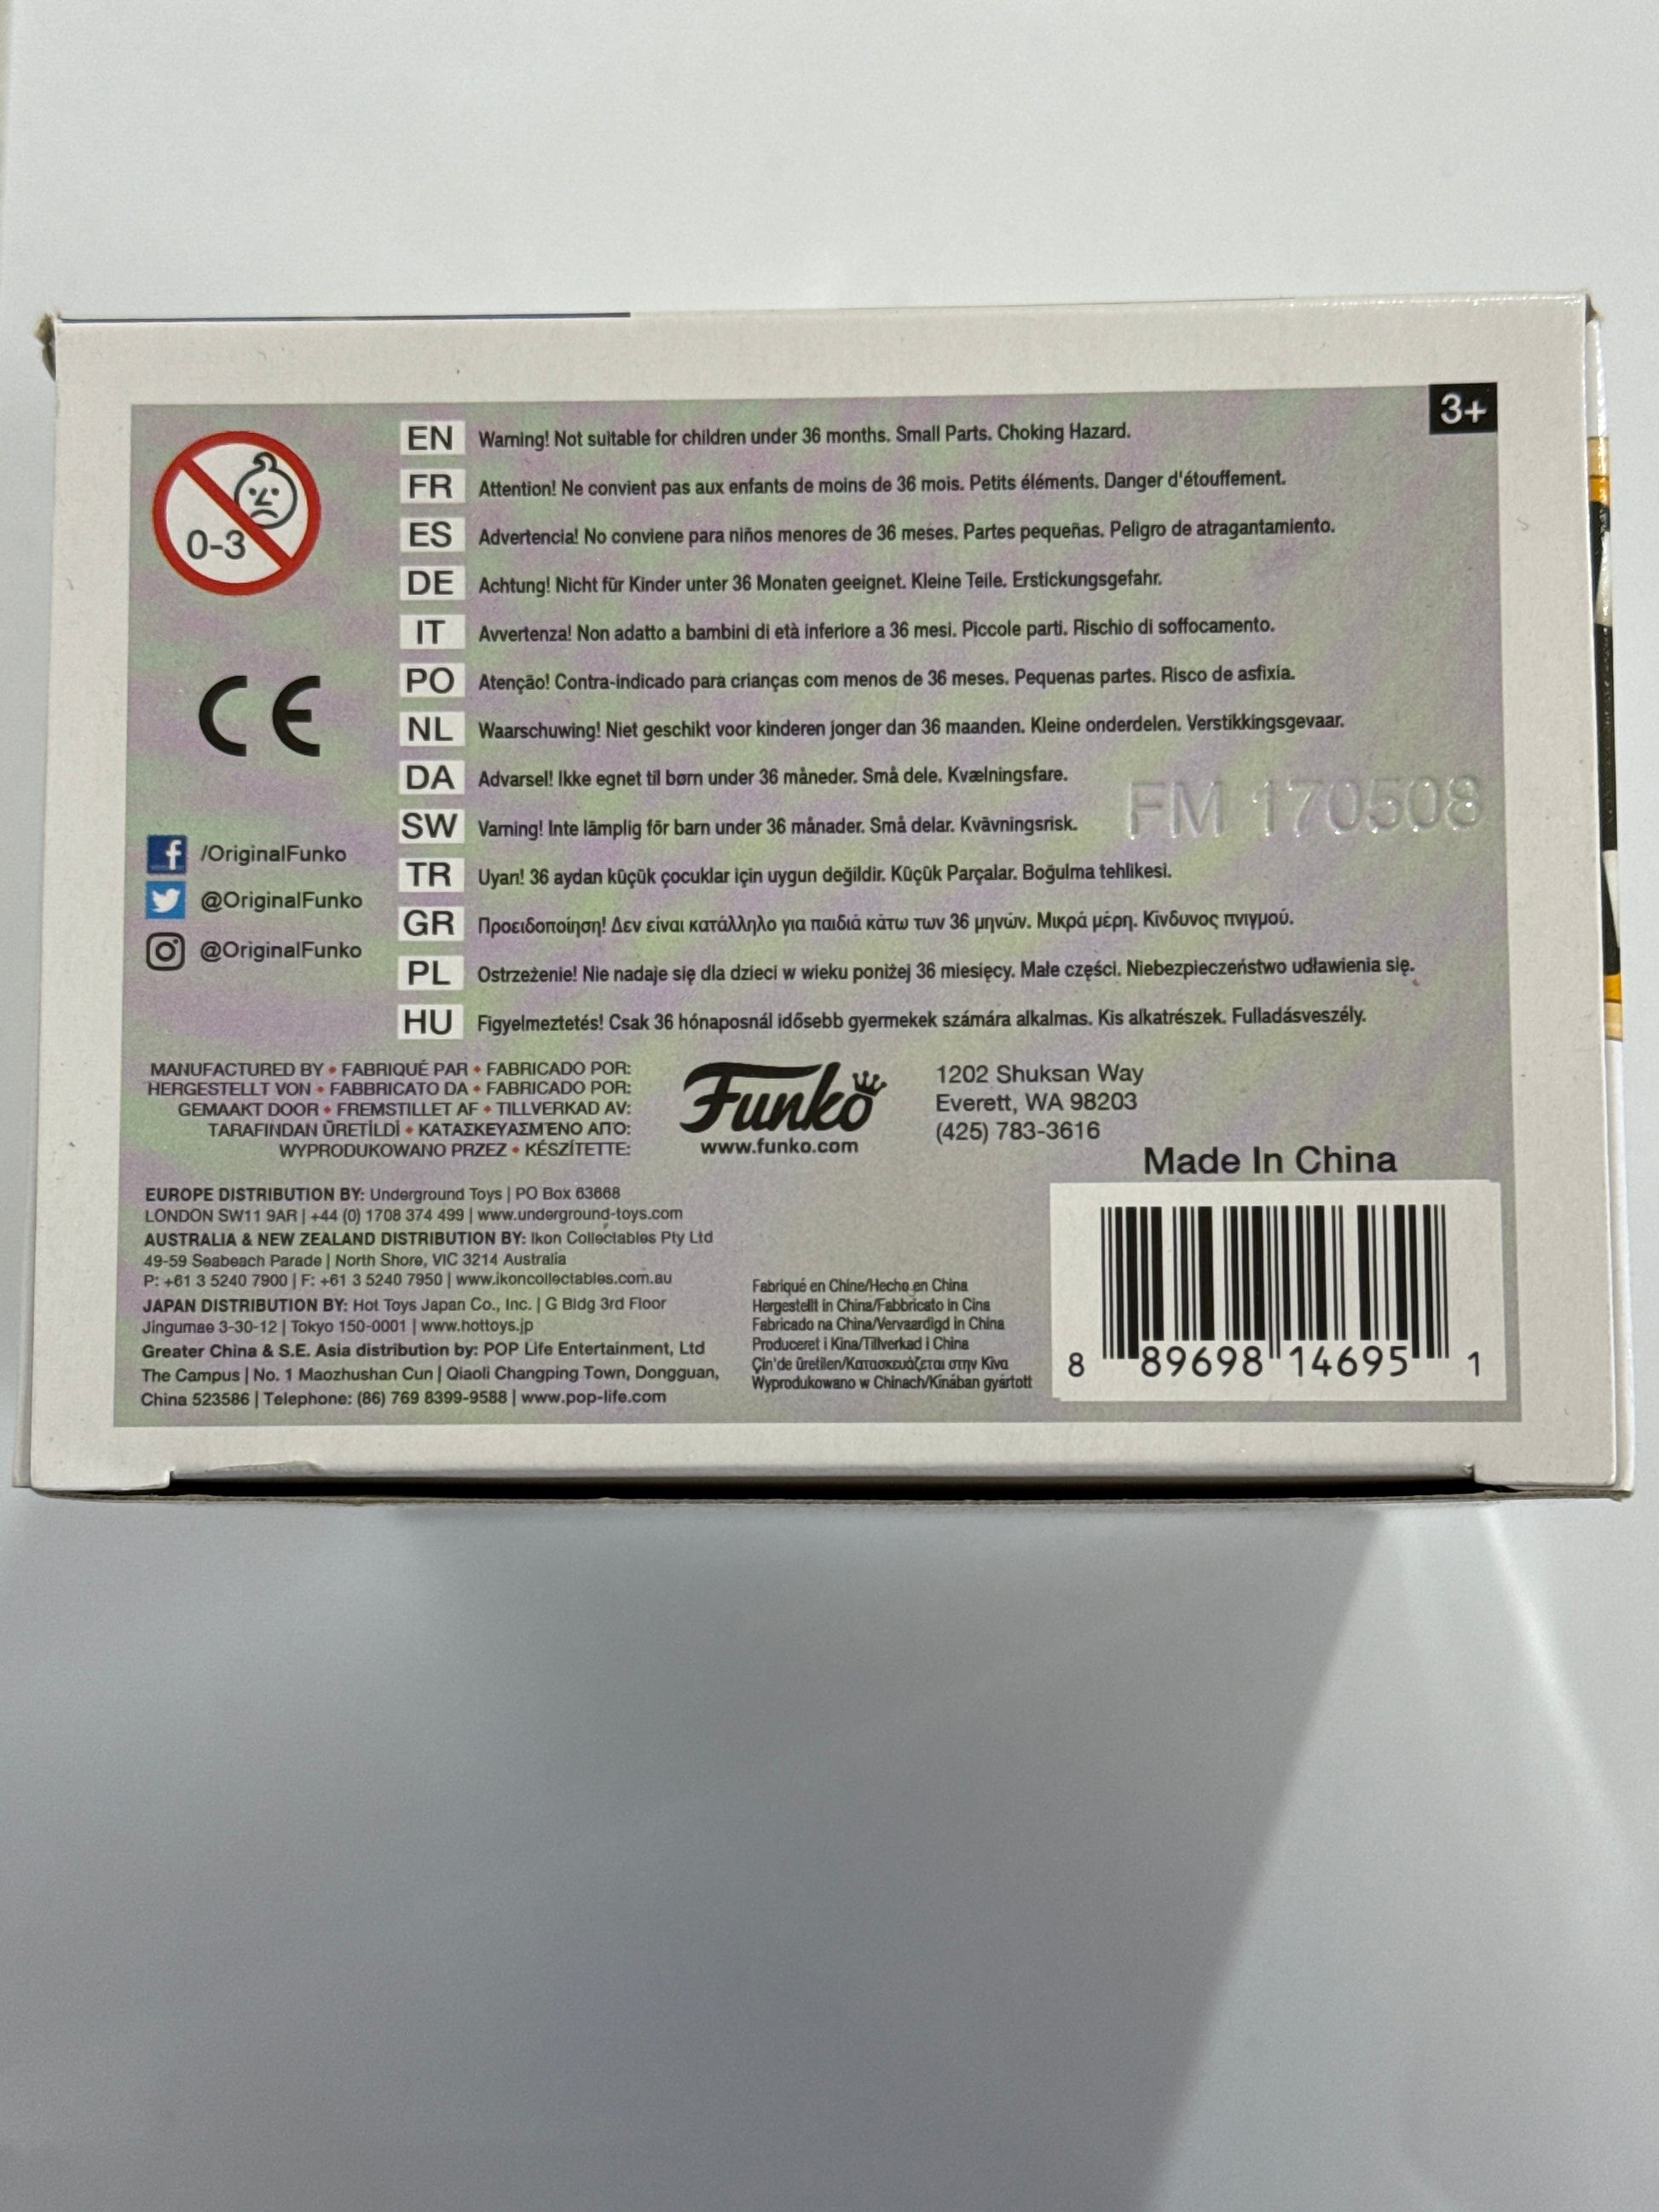 3+
0-3
EN Warning! Not suitable for children under 36 months. Small Parts. Choking Hazard.
FR Attention! Ne convient pas aux enfants de moins de 36 mois. Petits éléments. Danger d'étouffement.
ES Advertencia! No conviene para niños menores de 36 meses. Partes pequeñas. Peligro de atragantamiento.
DE Achtung! Nicht für Kinder unter 36 Monaten geeignet. Kleine Teile. Erstickungsgefahr.
IT Avvertenza! Non adatto a bambini di età inferiore a 36 mesi. Piccole parti. Rischio di soffocamento.
PO Atenção! Contra-indicado para crianças com menos de 36 meses. Pequenas partes. Risco de asfixia.
NL Waarschuwing! Niet geschikt voor kinderen jonger dan 36 maanden. Kleine onderdelen. Verstikkingsgevaar.
DA Advarsel! Ikke egnet til børn under 36 måneder. Små dele. Kvælningsfare.
SW Varning! Inte lämplig för barn under 36 månader. Små delar. Kvävningsrisk.
TR Uyan! 36 aydan küçük çocuklar için uygun değildir. Küçük Parçalar. Boğulma tehlikesi.
GR Προειδοποίηση! Δεν είναι κατάλληλο για παιδιά κάτω των 36 μηνών. Μικρά μέρη. Κίνδυνος πνιγμού.
PL Ostrzeżenie! Nie nadaje się dla dzieci w wieku poniżej 36 miesięcy. Małe części. Niebezpieczeństwo udławienia się.
HU Figyelmeztetés! Csak 36 hónaposnál idősebb gyermekek számára alkalmas. Kis alkatrészek. Fulladásveszély.
FM 170508
CE
/OriginalFunko
@OriginalFunko
@OriginalFunko
MANUFACTURED BY • FABRIQUÉ PAR • FABRICADO POR:
HERGESTELLT VON • FABBRICATO DA • FABRICADO POR:
GEMAAKT DOOR • FREMSTILLET AF • TILLVERKAD AV:
TARAFINDAN ÜRETİLDİ • ΚΑΤΑΣΚΕΥΑΣΜΈΝΟ ΑΠΌ:
WYPRODUKOWANO PRZEZ • KÉSZÍTETTE:
Funko
www.funko.com
1202 Shuksan Way
Everett, WA 98203
(425) 783-3616
Made In China
EUROPE DISTRIBUTION BY: Underground Toys | PO Box 63668
LONDON SW11 9AR | +44 (0) 1708 374 499 | www.underground-toys.com
AUSTRALIA & NEW ZEALAND DISTRIBUTION BY: Ikon Collectables Pty Ltd
49-59 Seabeach Parade | North Shore, VIC 3214 Australia
P: +61 3 5240 7900 | F: +61 3 5240 7950 | www.ikoncollectables.com.au
JAPAN DISTRIBUTION BY: Hot Toys Japan Co., Inc. | G Bldg 3rd Floor
Jingumae 3-30-12 | Tokyo 150-0001 | www.hottoys.jp
Greater China & S.E. Asia distribution by: POP Life Entertainment, Ltd
The Campus | No. 1 Maozhushan Cun | Qiaoli Changping Town, Dongguan,
China 523586 | Telephone: (86) 769 8399-9588 | www.pop-life.com
Fabriqué en Chine/Hecho en China
Hergestellt in China/Fabbricato in Cina
Fabricado na China/Vervaardigd in China
Produceret i Kina/Tillverkad i China
Çin'de üretilen/Κατασκευάζεται στην Κίνα
Wyprodukowano w Chinach/Kínában gyártott
8 89698 14695 1